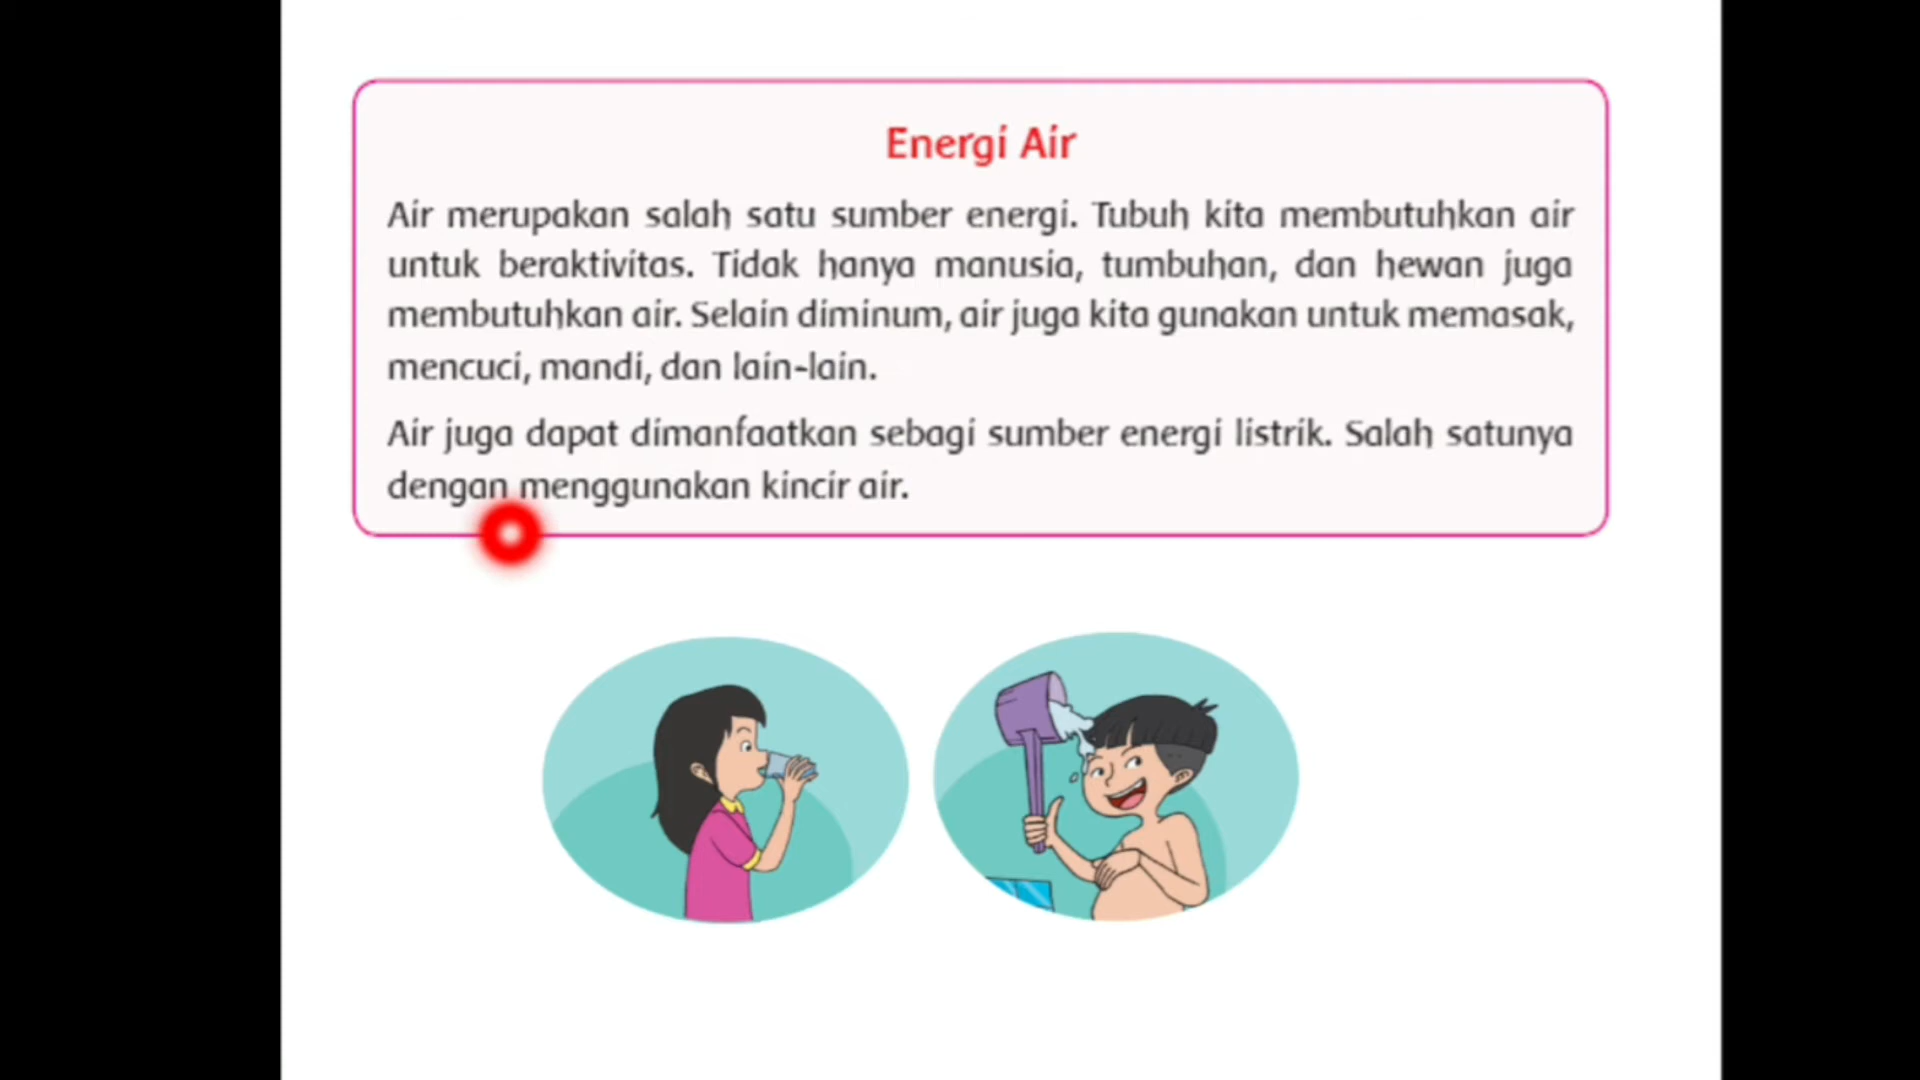 Energi Air
Air merupakan salah satu sumber energi. Tubuh kita membutuhkan air
untuk beraktivitas. Tidak hanya manusia, tumbuhan, dan hewan juga
membutuhkan air. Selain diminum, air juga kita gunakan untuk memasak,
mencuci, mandi, dan lain-lain.
Air juga dapat dimanfaatkan sebagi sumber energi listrik. Salah satunya
dengan menggunakan kincir air.